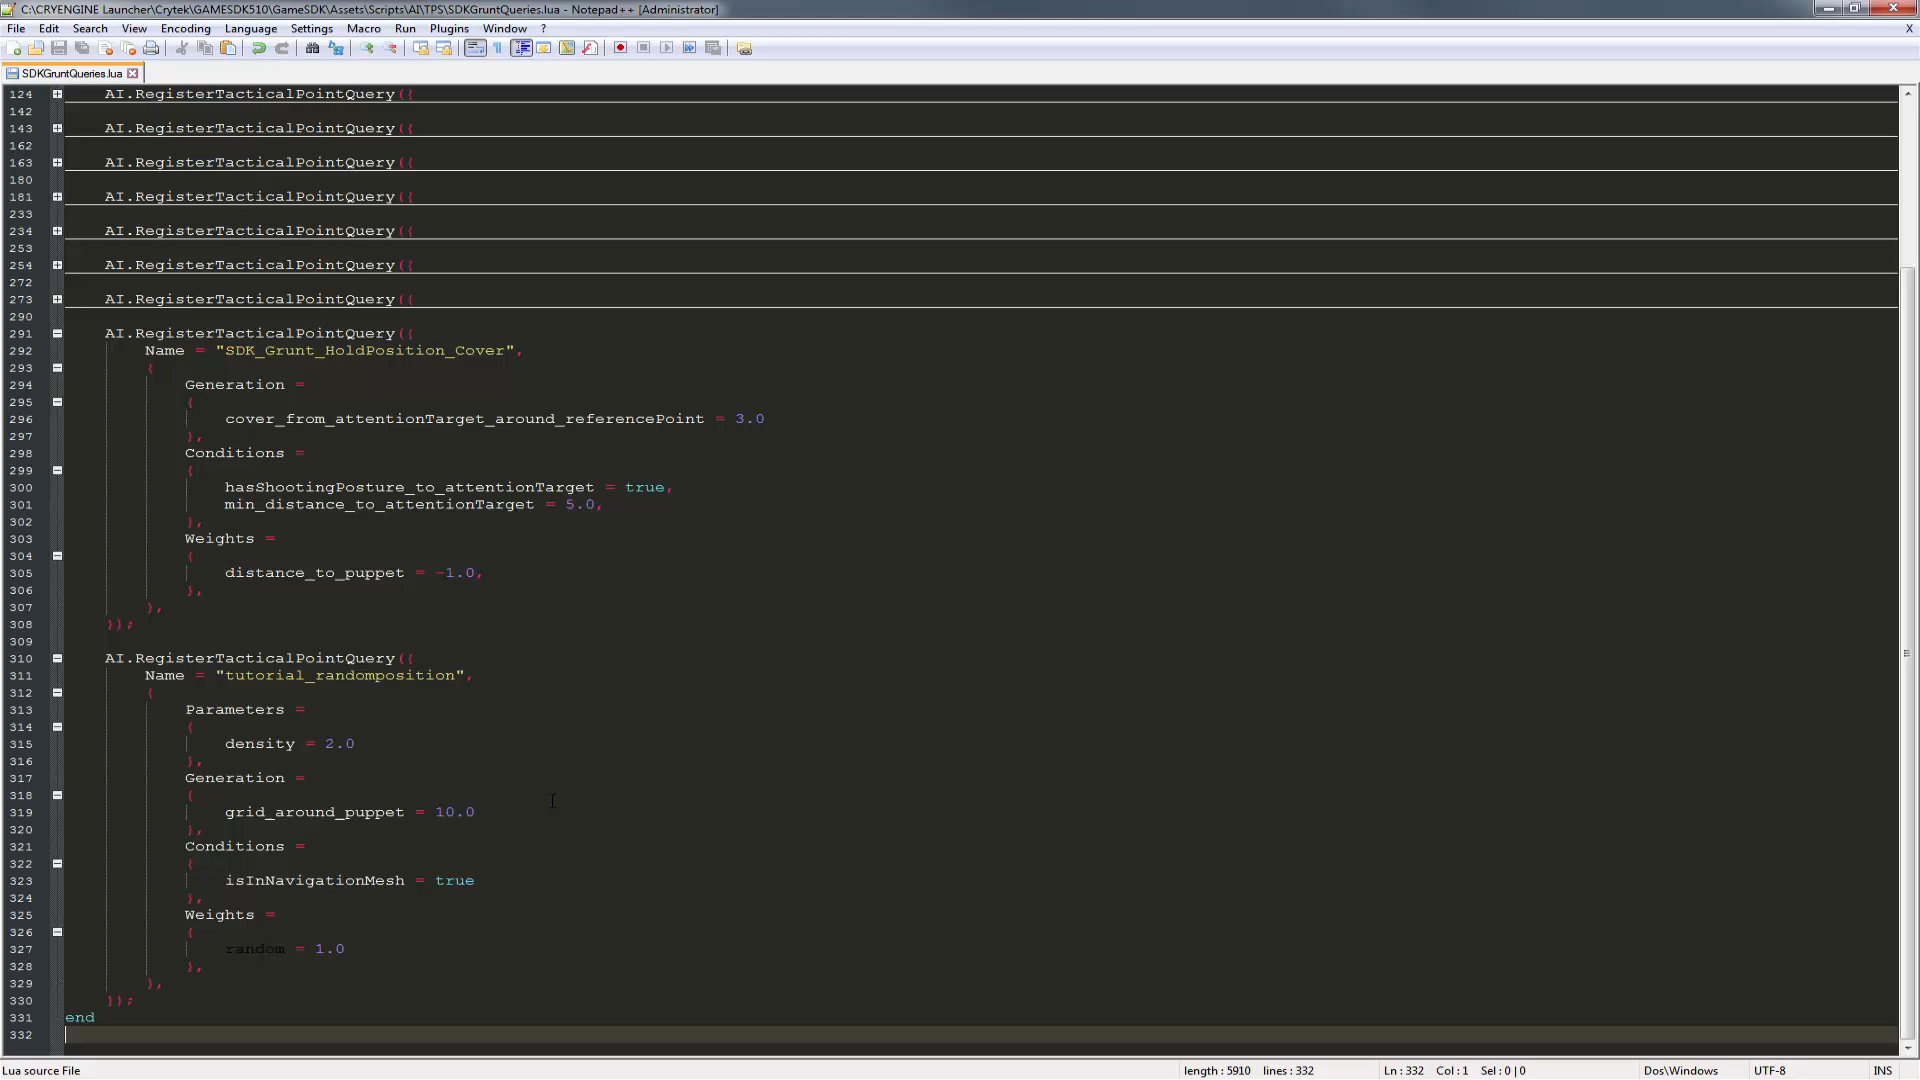 C:\CRYENGINE Launcher\Crytek\GAMESDK510\GameSDK\Assets\Scripts\AI\TPS\SDKGruntQueries.lua - Notepad++ [Administrator]
File Edit Search View Encoding Language Settings Macro Run Plugins Window ? X
SDKGruntQueries.lua
124 AI.RegisterTacticalPointQuery({
142
143 AI.RegisterTacticalPointQuery({
162
163 AI.RegisterTacticalPointQuery({
180
181 AI.RegisterTacticalPointQuery({
233
234 AI.RegisterTacticalPointQuery({
253
254 AI.RegisterTacticalPointQuery({
272
273 AI.RegisterTacticalPointQuery({
290
291 AI.RegisterTacticalPointQuery({
292 Name = "SDK_Grunt_HoldPosition_Cover",
293 {
294 Generation =
295 {
296 cover_from_attentionTarget_around_referencePoint = 3.0
297 },
298 Conditions =
299 {
300 hasShootingPosture_to_attentionTarget = true,
301 min_distance_to_attentionTarget = 5.0,
302 },
303 Weights =
304 {
305 distance_to_puppet = -1.0,
306 },
307 },
308 });
309
310 AI.RegisterTacticalPointQuery({
311 Name = "tutorial_randomposition",
312 {
313 Parameters =
314 {
315 density = 2.0
316 },
317 Generation =
318 {
319 grid_around_puppet = 10.0
320 },
321 Conditions =
322 {
323 isInNavigationMesh = true
324 },
325 Weights =
326 {
327 random = 1.0
328 },
329 },
330 });
331 end
332
Lua source File length : 5910 lines : 332 Ln : 332 Col : 1 Sel : 0 | 0 Dos\Windows UTF-8 INS